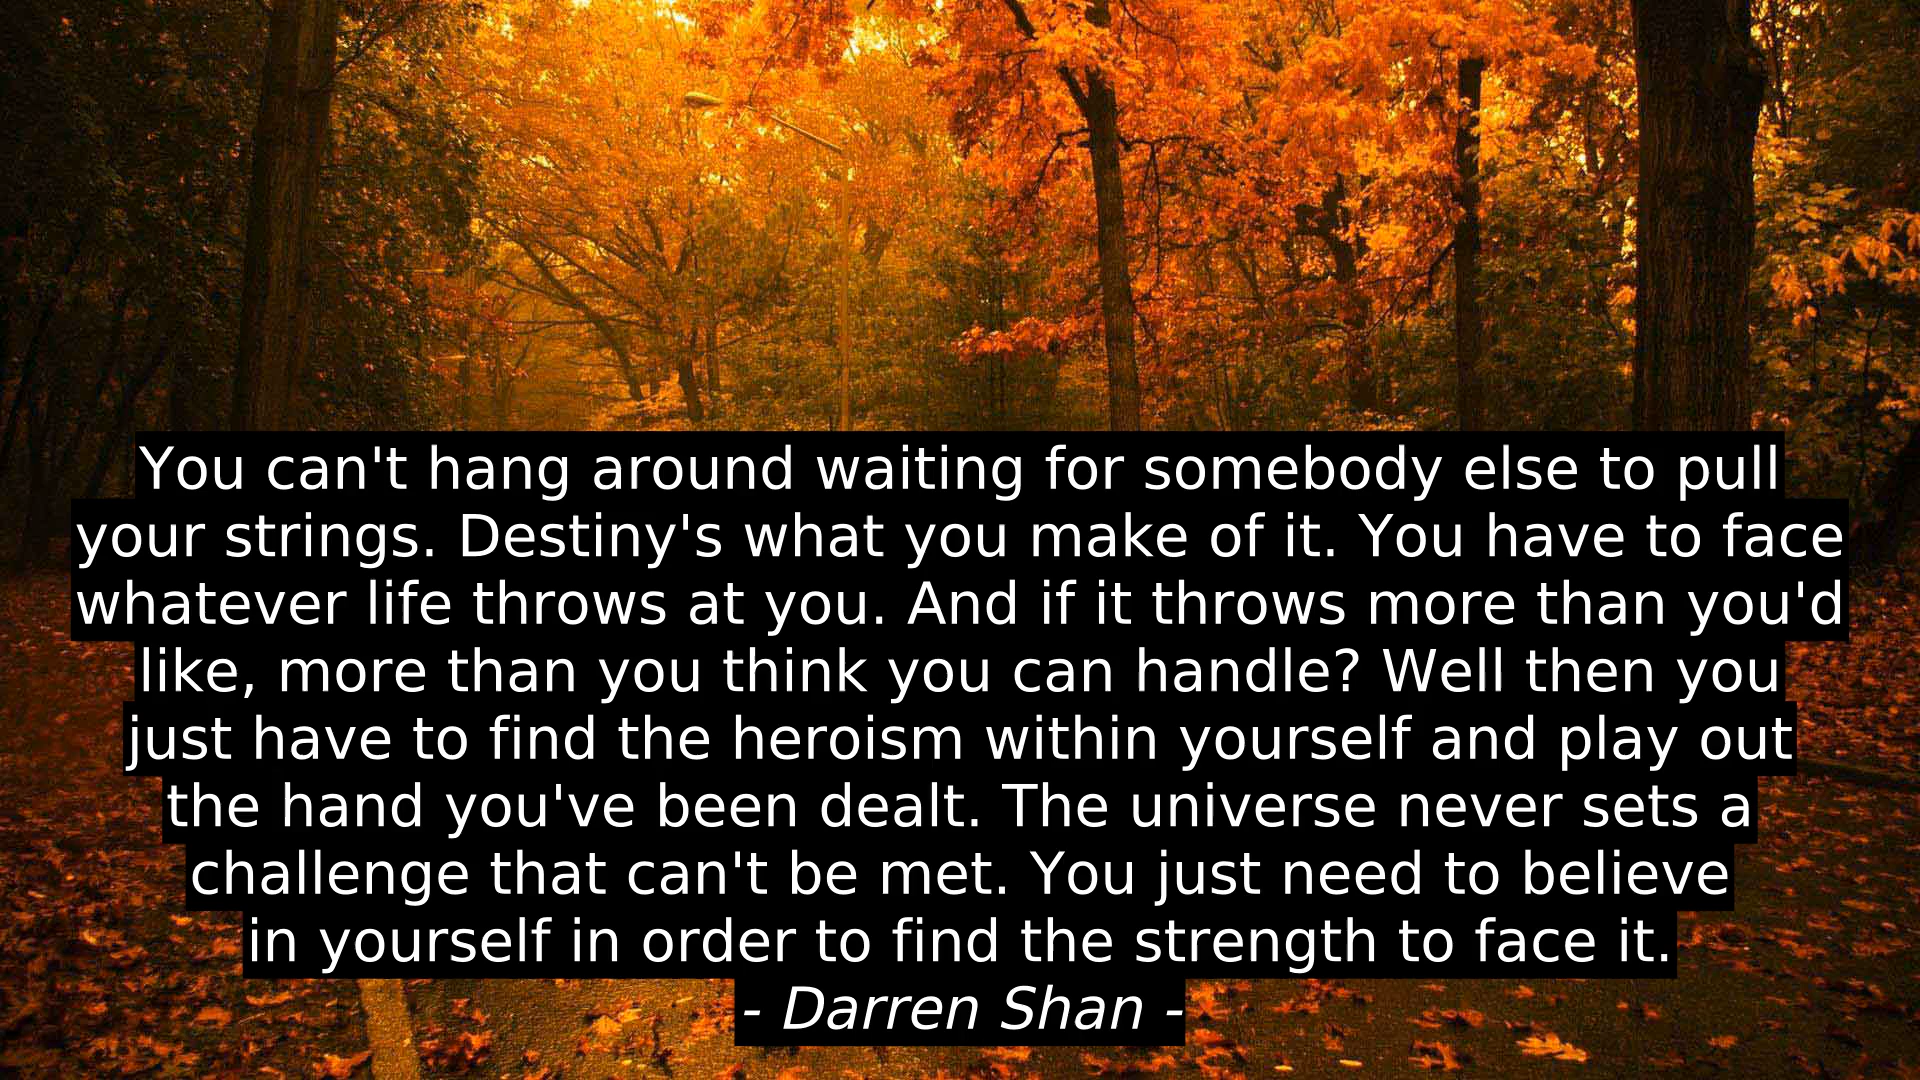 You can't hang around waiting for somebody else to pull
your strings. Destiny's what you make of it. You have to face
whatever life throws at you. And if it throws more than you'd
like, more than you think you can handle? Well then you
just have to find the heroism within yourself and play out
the hand you've been dealt. The universe never sets a
challenge that can't be met. You just need to believe
in yourself in order to find the strength to face it.
- Darren Shan -